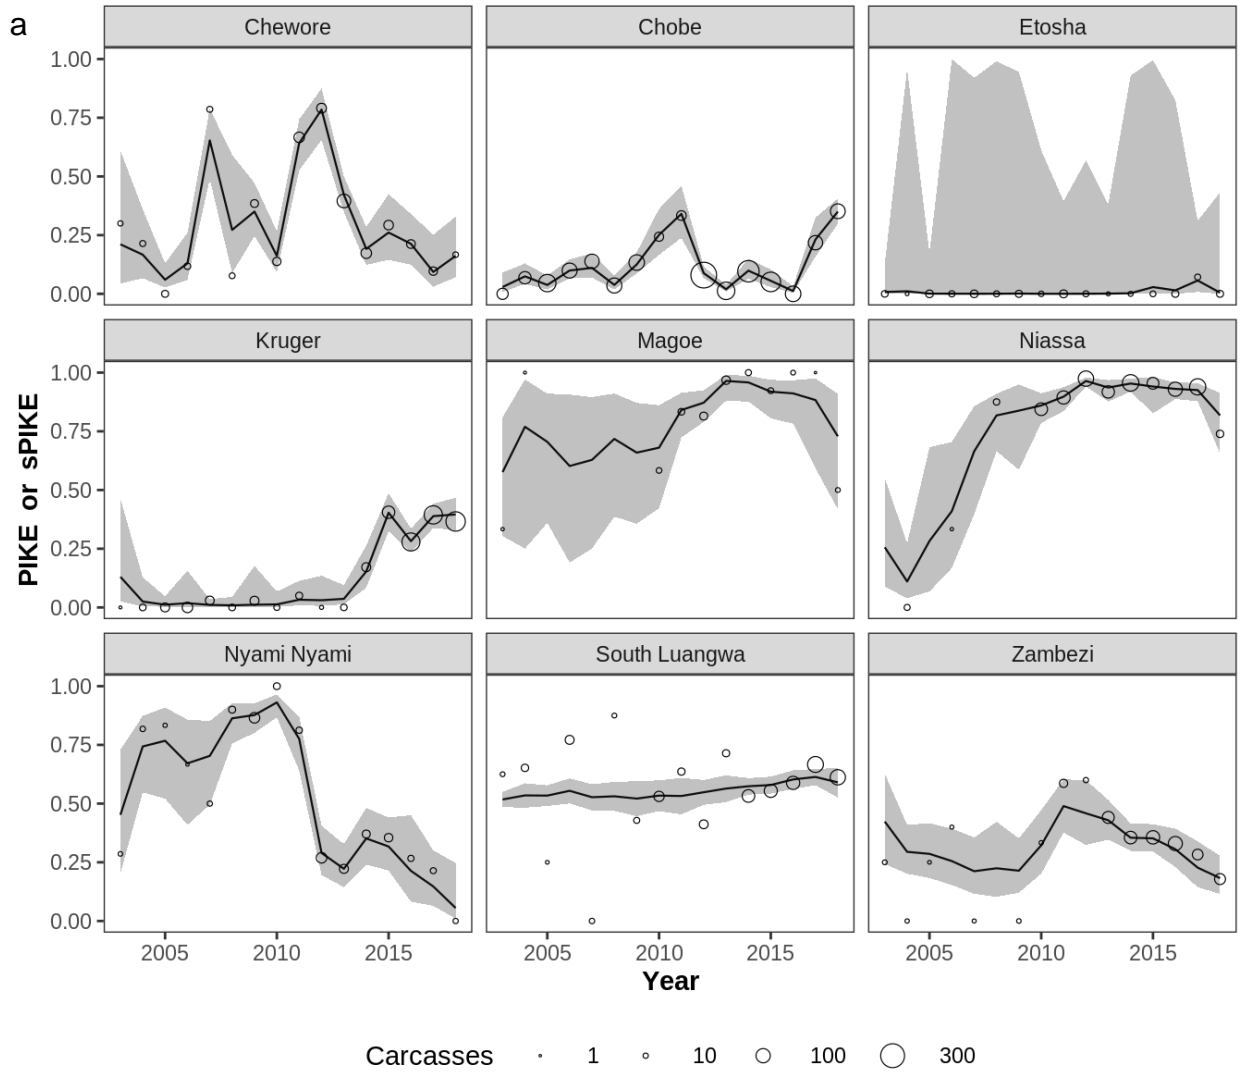 a
Chewore Chobe Etosha
1.00
0.75
0.50
0.25
0.00
Kruger Magoe Niassa
1.00
0.75
0.50
0.25
0.00
PIKE or sPIKE
Nyami Nyami South Luangwa Zambezi
1.00
0.75
0.50
0.25
0.00
2005 2010 2015 2005 2010 2015 2005 2010 2015
Year
Carcasses 1 10 100 300